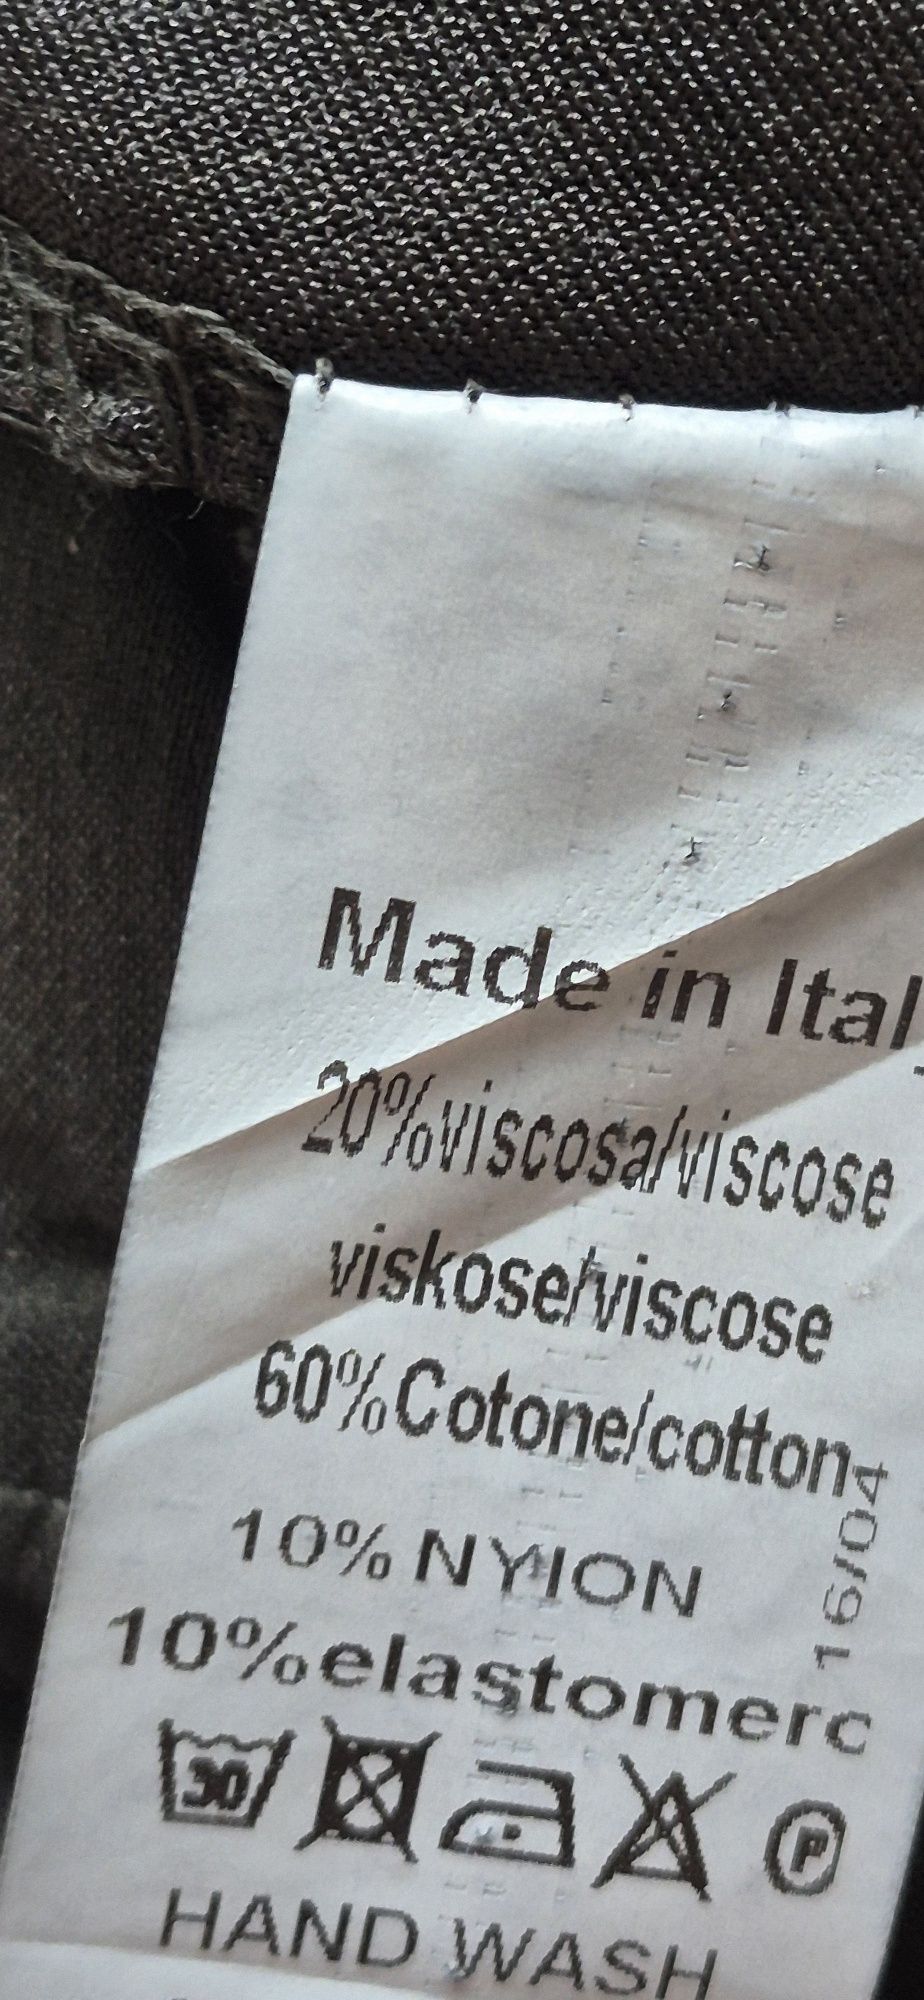 Made in Ital
20%viscosa/viscose
viskose/viscose
60%Cotone/cotton
16/04
10% NYION
10%elastomerc
30
P
HAND WASH